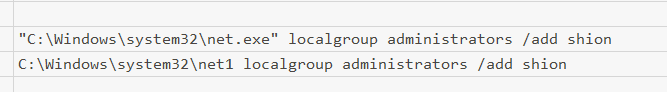 "C:\Windows\system32\net.exe" localgroup administrators /add shion
C:\Windows\system32\net1 localgroup administrators /add shion